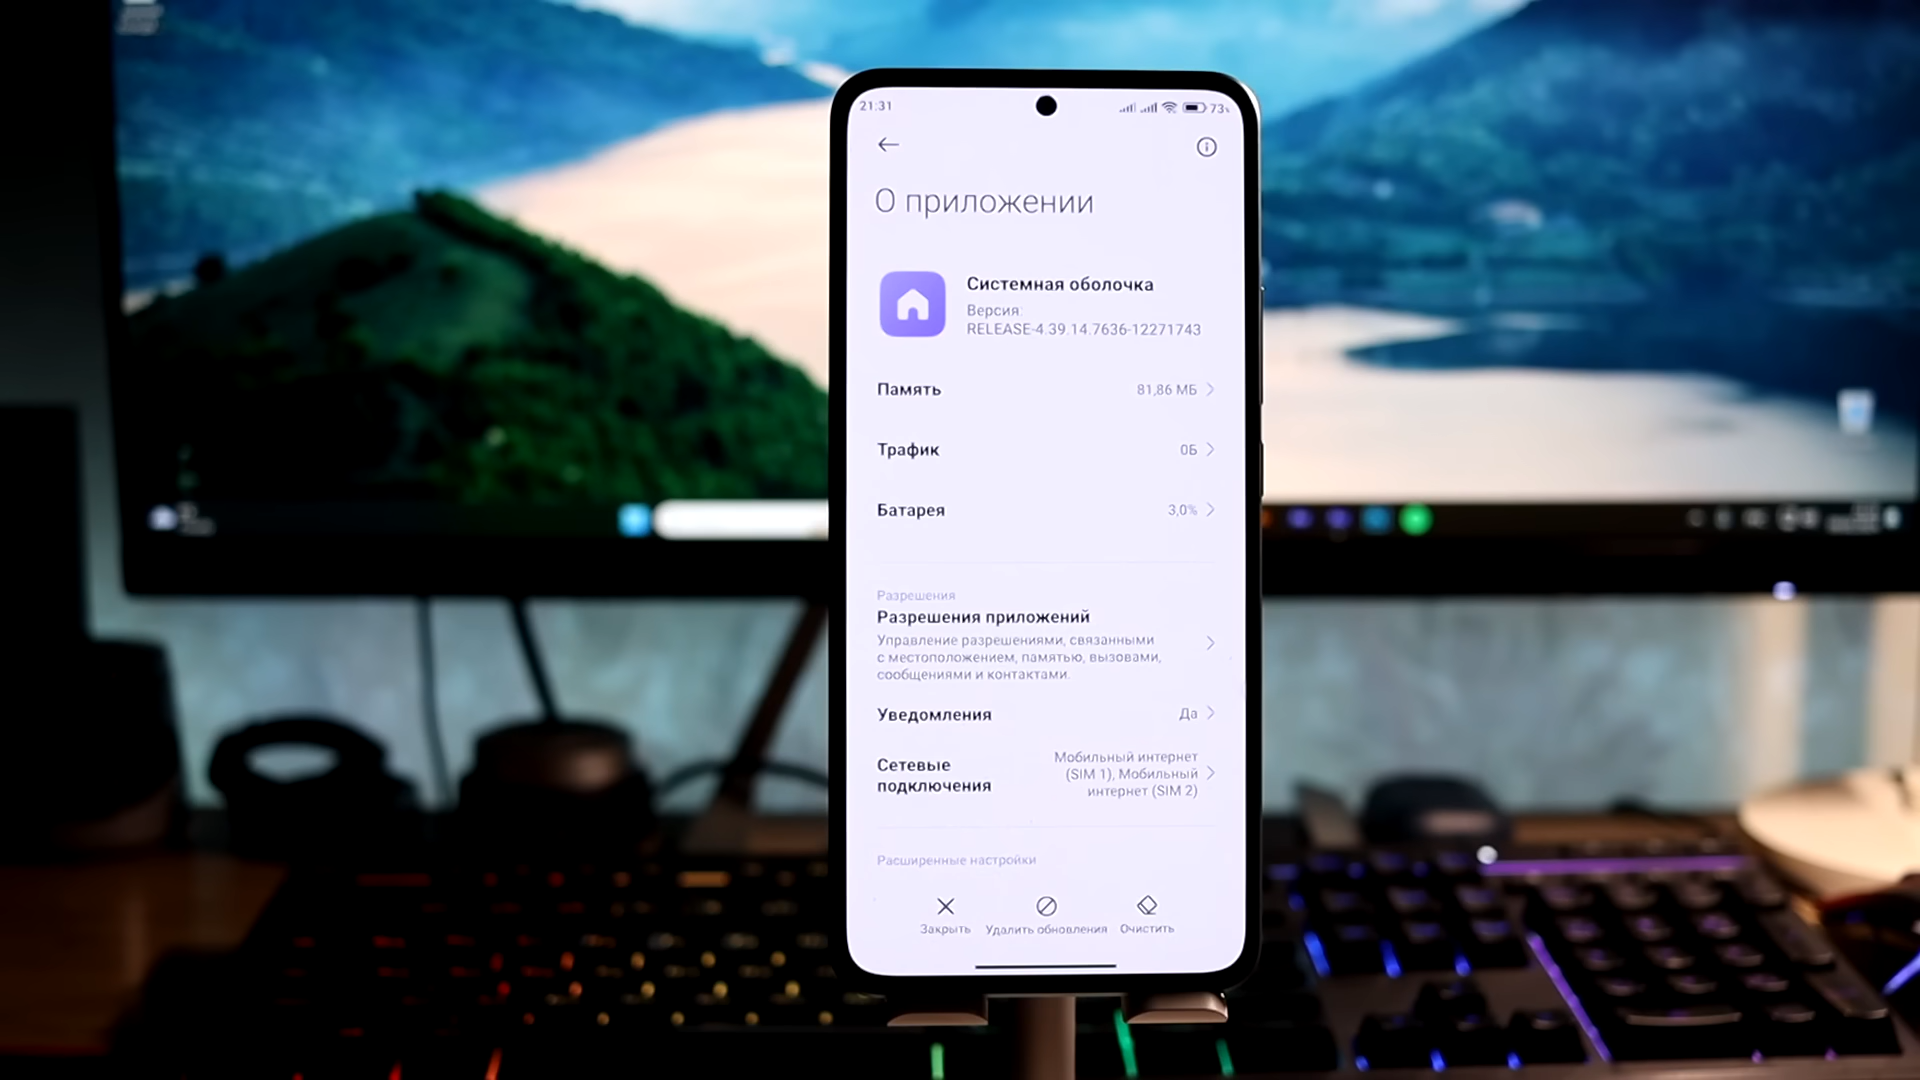 21:31
73%
О приложении
Системная оболочка
Версия:
RELEASE-4.39.14.7636-12271743
Память
81,86 МБ
Трафик
0Б
Батарея
3,0%
Разрешения
Разрешения приложений
Управление разрешениями, связанными
с местоположением, памятью, вызовами,
сообщениями и контактами.
Уведомления
Да
Сетевые
подключения
Мобильный интернет
(SIM 1), Мобильный
интернет (SIM 2)
Расширенные настройки
Закрыть
Удалить обновления
Очистить